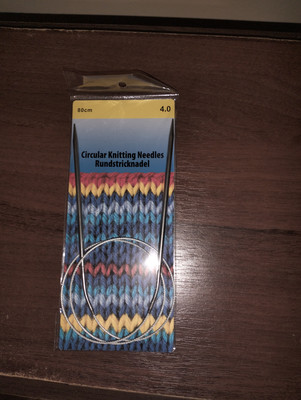 80cm 4.0
Circular Knitting Needles
Rundstricknadel